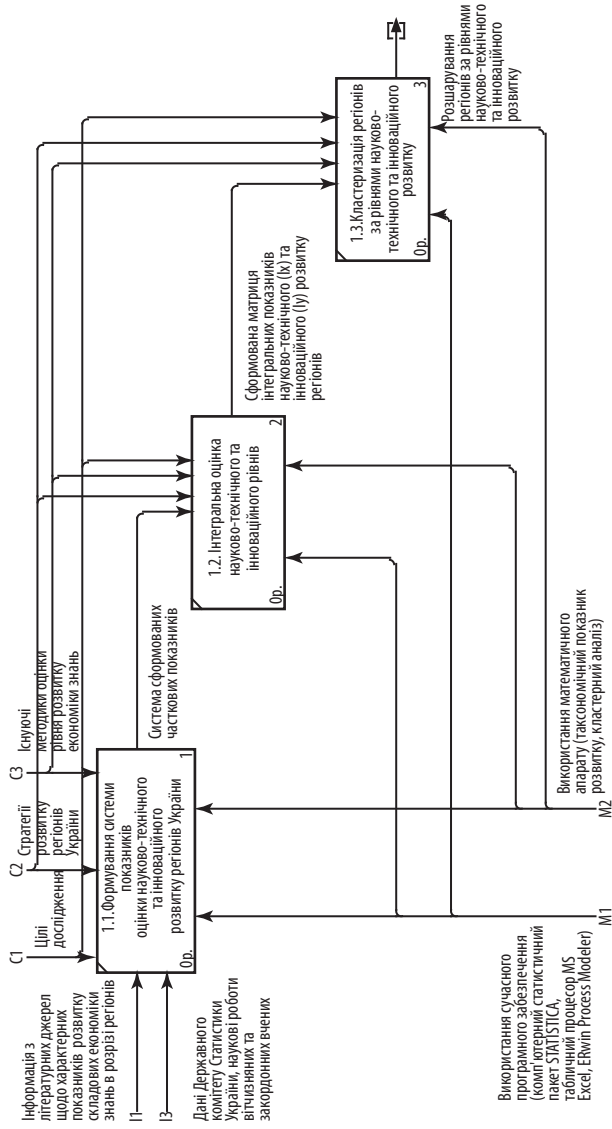 Інформація з
літературних джерел
щодо характерних
показників розвитку
складових економіки
знань в розрізі регіонів
I1
I3
Дані Державного
комітету Статистики
України, наукові роботи
вітчизняних та
закордонних вчених
C1
Цілі
дослідження
C2
Стратегії
розвитку
регіонів
України
C3
Існуючі
методики оцінки
рівня розвитку
економіки знань
1.1.Формування системи
показників
оцінки науково-технічного
та інноваційного
розвитку регіонів України
0р.
1
Система сформованих
часткових показників
1.2. Інтегральна оцінка
науково-технічного та
інноваційного рівнів
0р.
2
Сформована матриця
інтегральних показників
науково-технічного (Ix) та
інноваційного (Iy) розвитку
регіонів
1.3.Кластеризація регіонів
за рівнями науково-
технічного та інноваційного
розвитку
0р.
3
Розшарування
регіонів за рівнями
науково-технічного
та інноваційного
розвитку
Використання сучасного
програмного забезпечення
(комп'ютерний статистичний
пакет STATISTICA,
табличний процесор MS
Excel, ERwin Process Modeler)
M1
Використання математичного
апарату (таксономічний показник
розвитку, кластерний аналіз)
M2